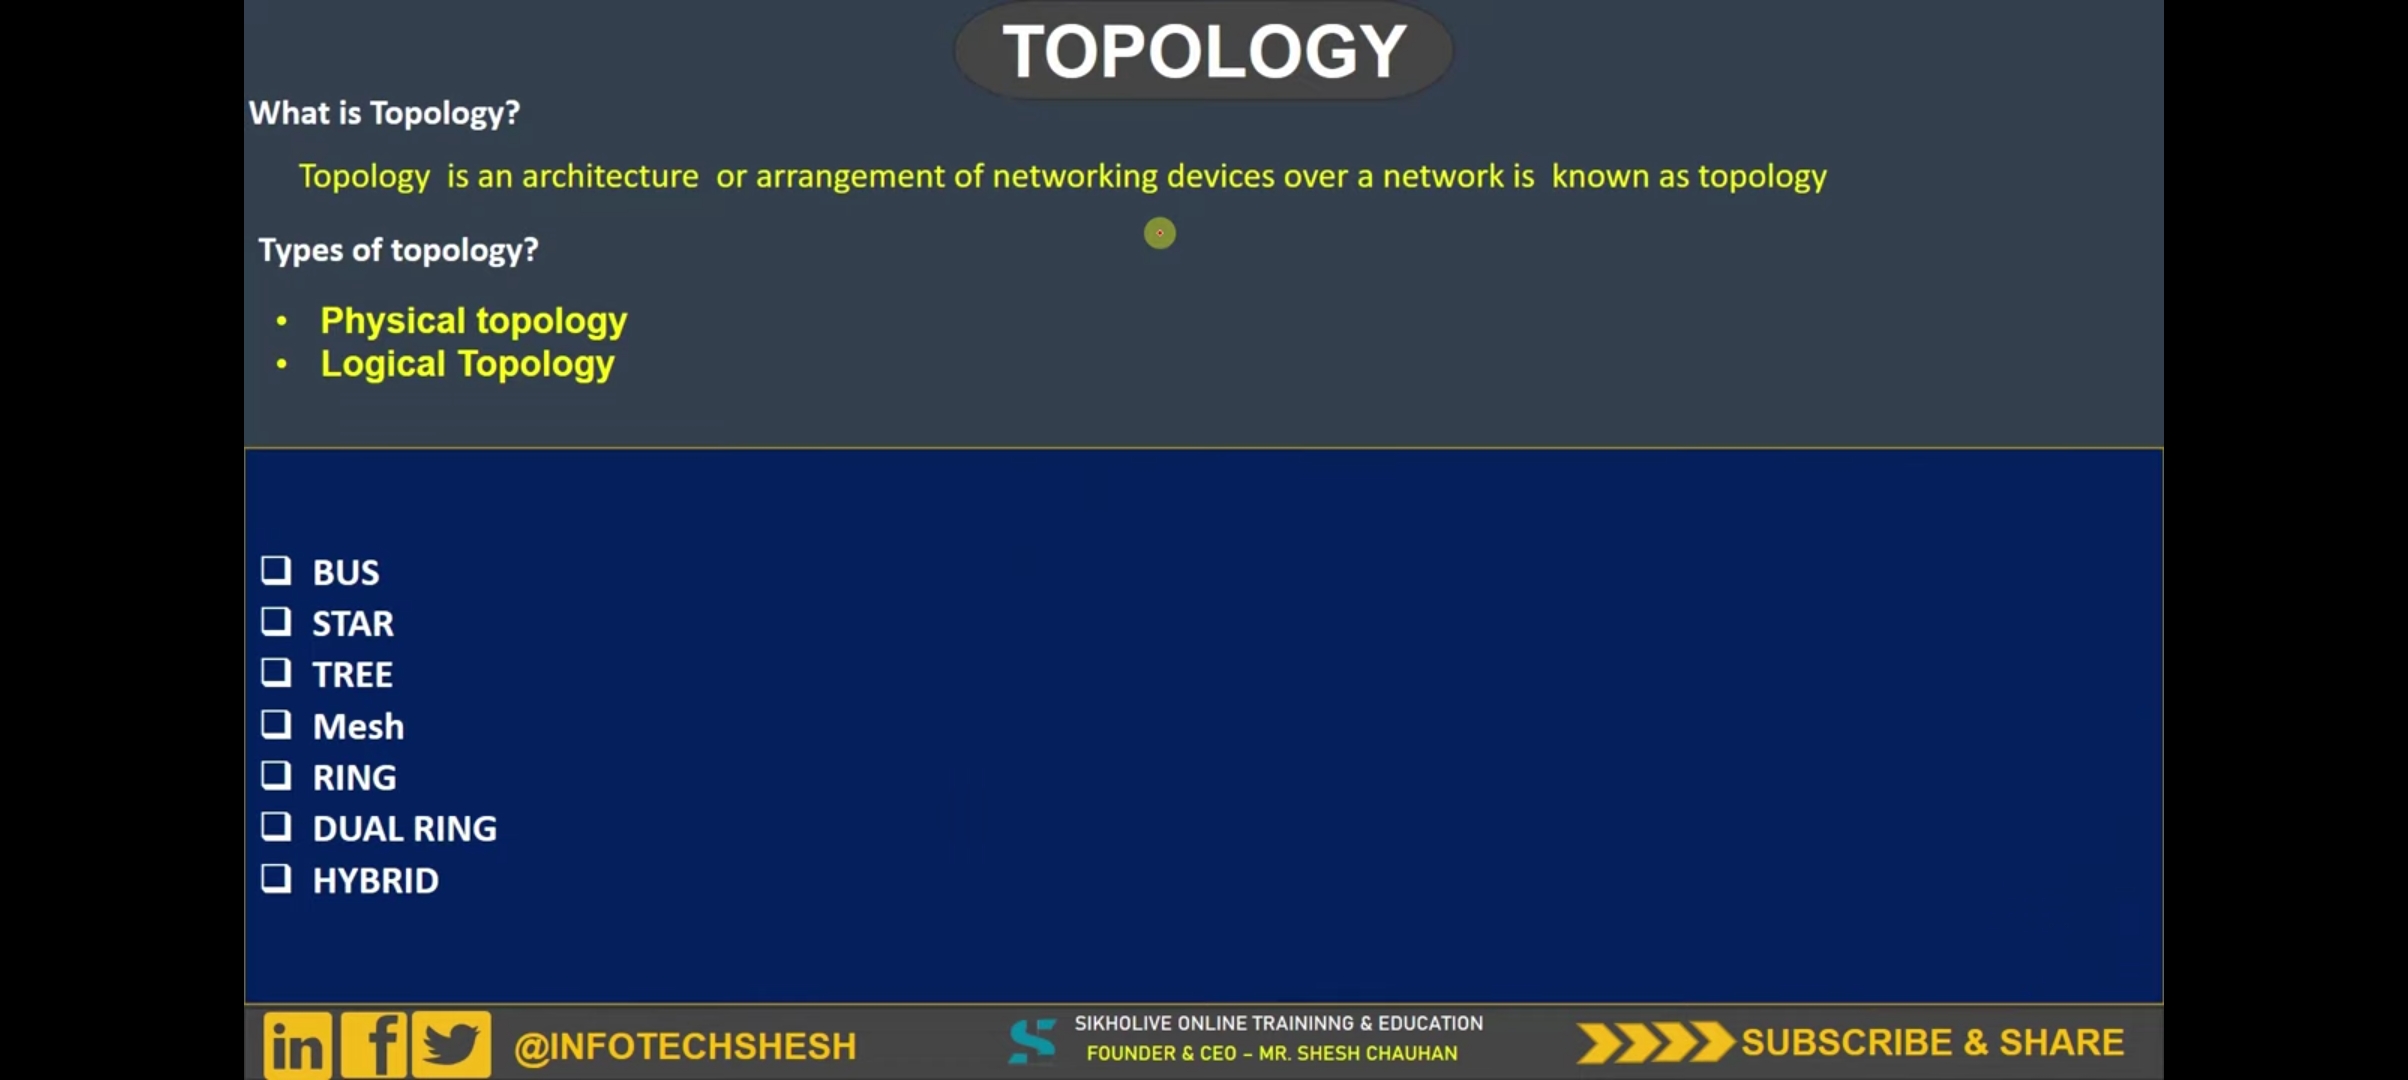 TOPOLOGY
What is Topology?
Topology is an architecture or arrangement of networking devices over a network is known as topology
Types of topology?
• Physical topology
• Logical Topology
❑ BUS
❑ STAR
❑ TREE
❑ Mesh
❑ RING
❑ DUAL RING
❑ HYBRID
in f @INFOTECHSHESH
SIKHOLIVE ONLINE TRAININNG & EDUCATION
FOUNDER & CEO – MR. SHESH CHAUHAN
SUBSCRIBE & SHARE